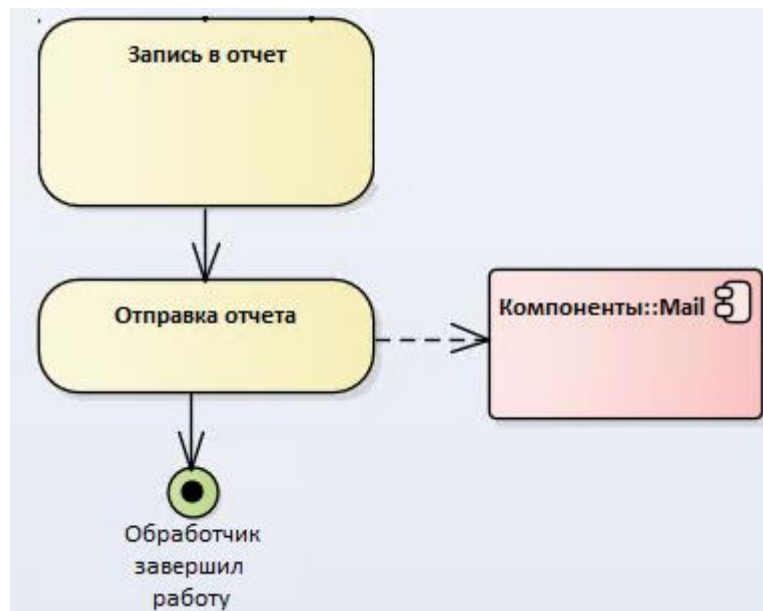 Запись в отчет
Отправка отчета
Компоненты::Mail
Обработчик
завершил
работу